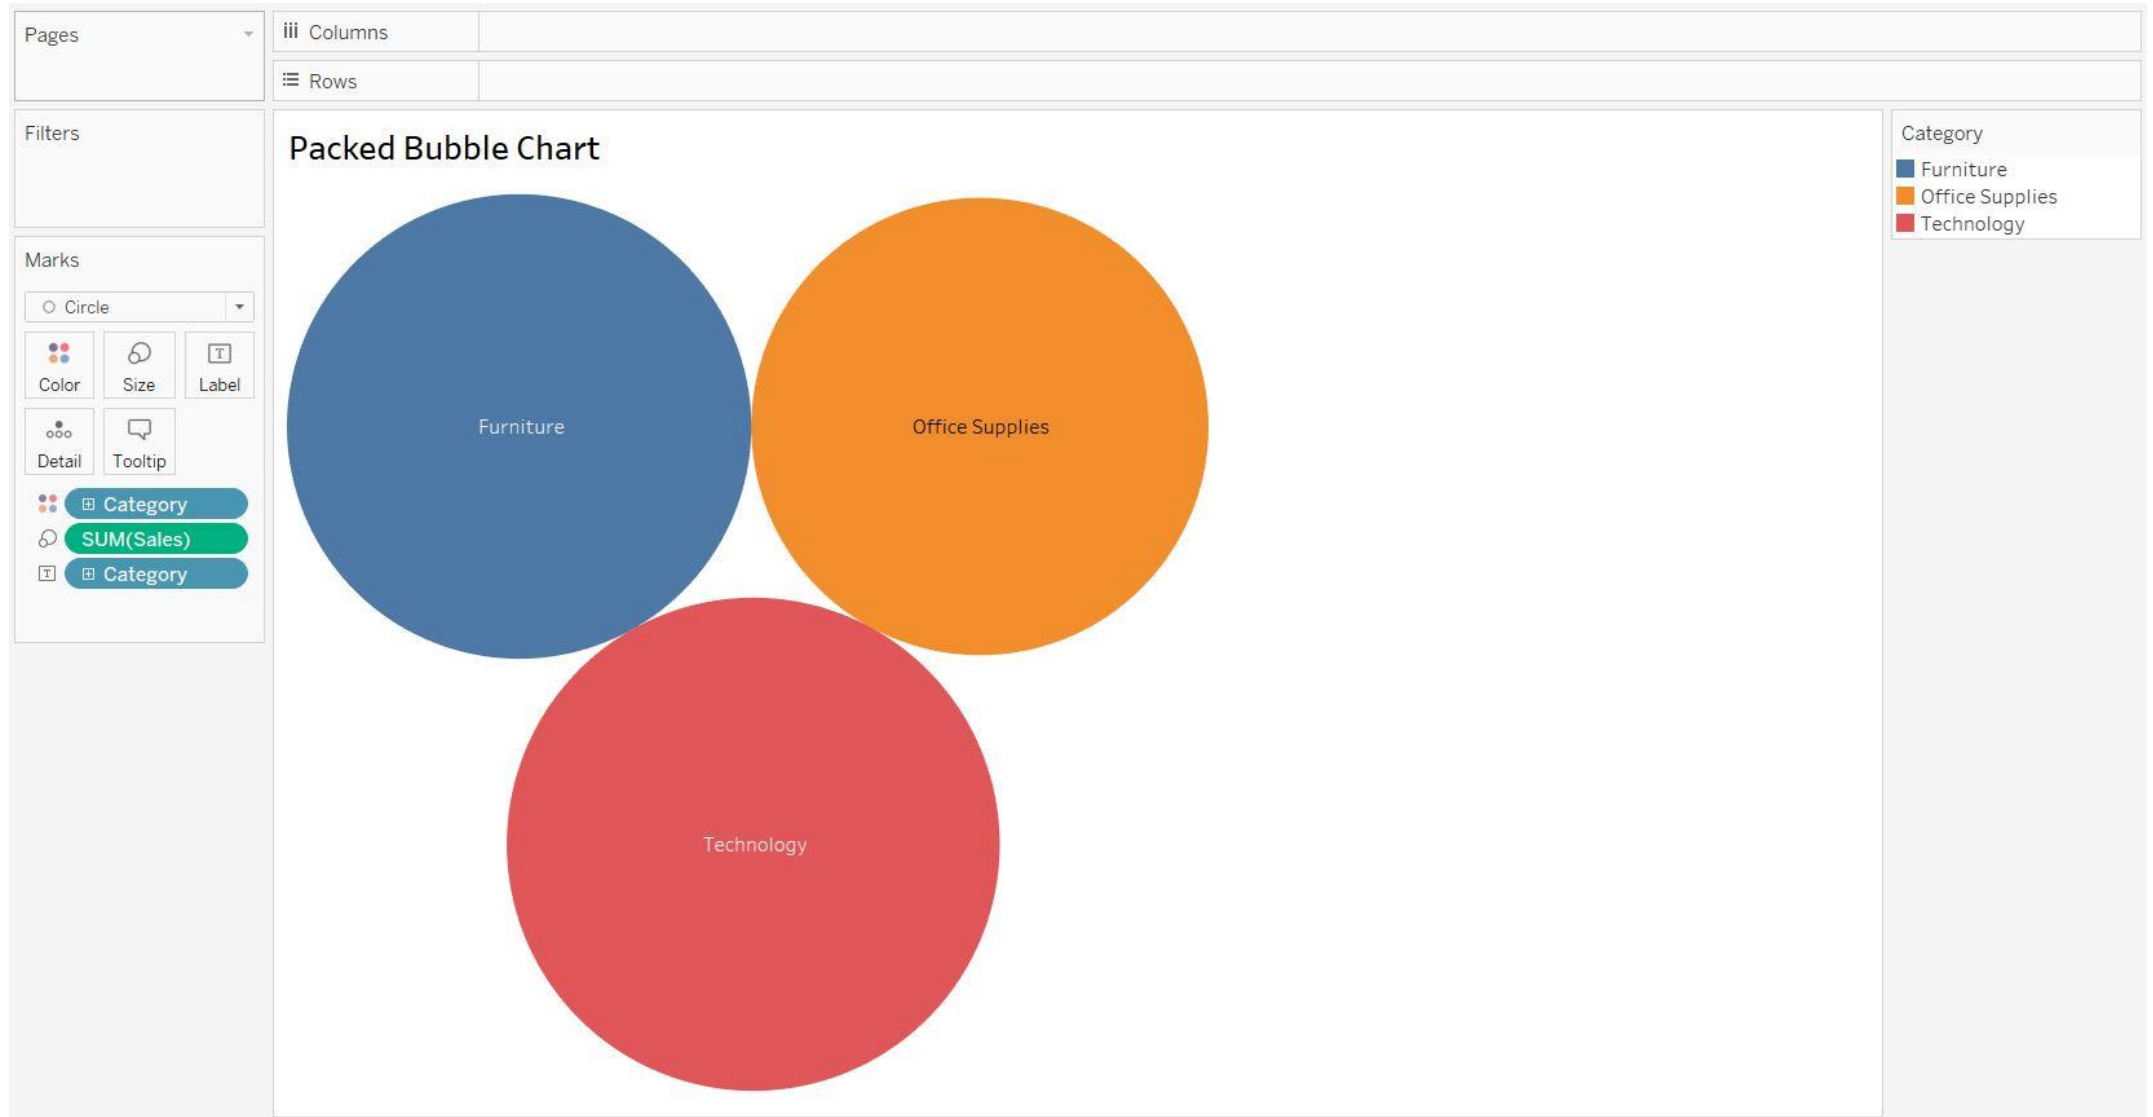 Pages
iii Columns
Rows
Filters
Packed Bubble Chart
Category
Furniture
Office Supplies
Technology
Marks
Circle
Color
Size
T
Label
Detail
Tooltip
Category
SUM(Sales)
T
Category
Furniture
Office Supplies
Technology